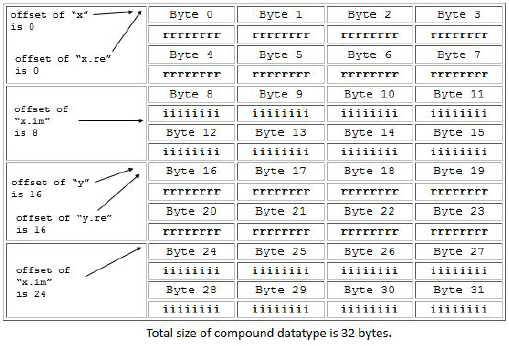 offset of “x”
is 0
offset of “x.re”
is 0
Byte 0 Byte 1 Byte 2 Byte 3
rrrrrrrr rrrrrrrr rrrrrrrr rrrrrrrr
Byte 4 Byte 5 Byte 6 Byte 7
rrrrrrrr rrrrrrrr rrrrrrrr rrrrrrrr
offset of
“x.im”
is 8
Byte 8 Byte 9 Byte 10 Byte 11
iiiiiiii iiiiiiii iiiiiiii iiiiiiii
Byte 12 Byte 13 Byte 14 Byte 15
iiiiiiii iiiiiiii iiiiiiii iiiiiiii
offset of “y”
is 16
offset of “y.re”
is 16
Byte 16 Byte 17 Byte 18 Byte 19
rrrrrrrr rrrrrrrr rrrrrrrr rrrrrrrr
Byte 20 Byte 21 Byte 22 Byte 23
rrrrrrrr rrrrrrrr rrrrrrrr rrrrrrrr
offset of
“x.im”
is 24
Byte 24 Byte 25 Byte 26 Byte 27
iiiiiiii iiiiiiii iiiiiiii iiiiiiii
Byte 28 Byte 29 Byte 30 Byte 31
iiiiiiii iiiiiiii iiiiiiii iiiiiiii
Total size of compound datatype is 32 bytes.